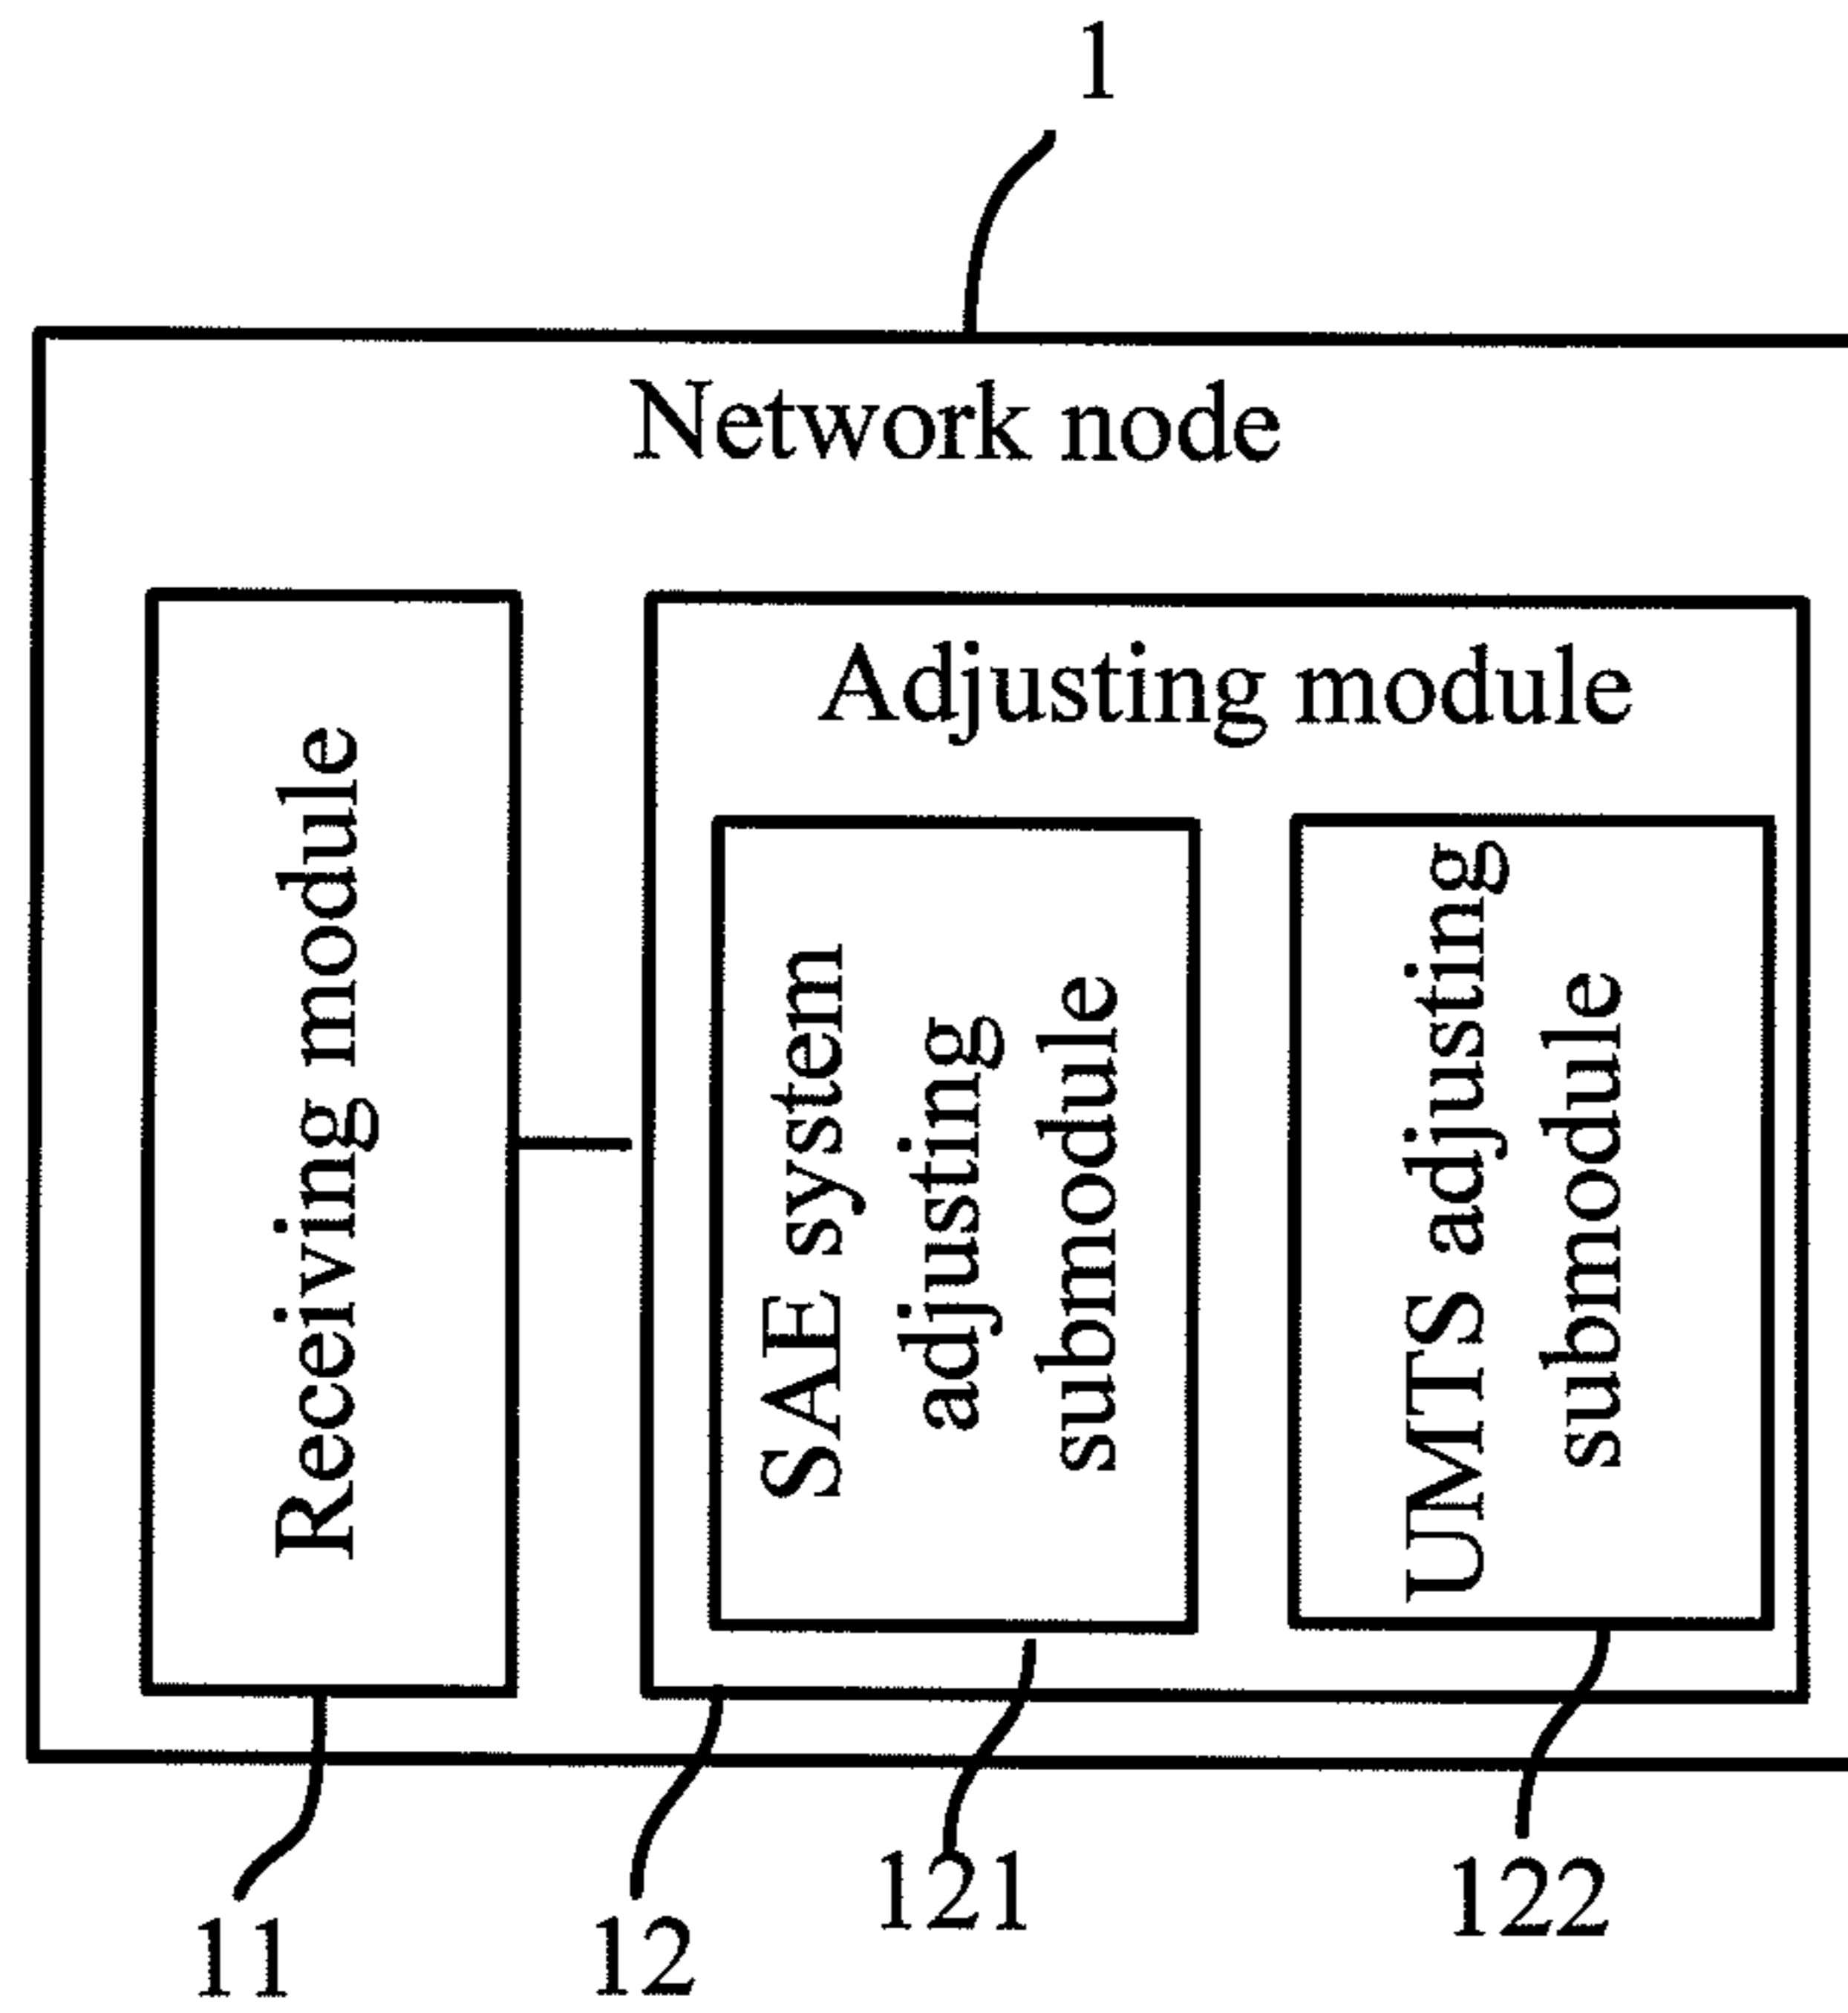 1
Network node
Receiving module
Adjusting module
SAE system
adjusting
submodule
UMTS adjusting
submodule
11
12
121
122